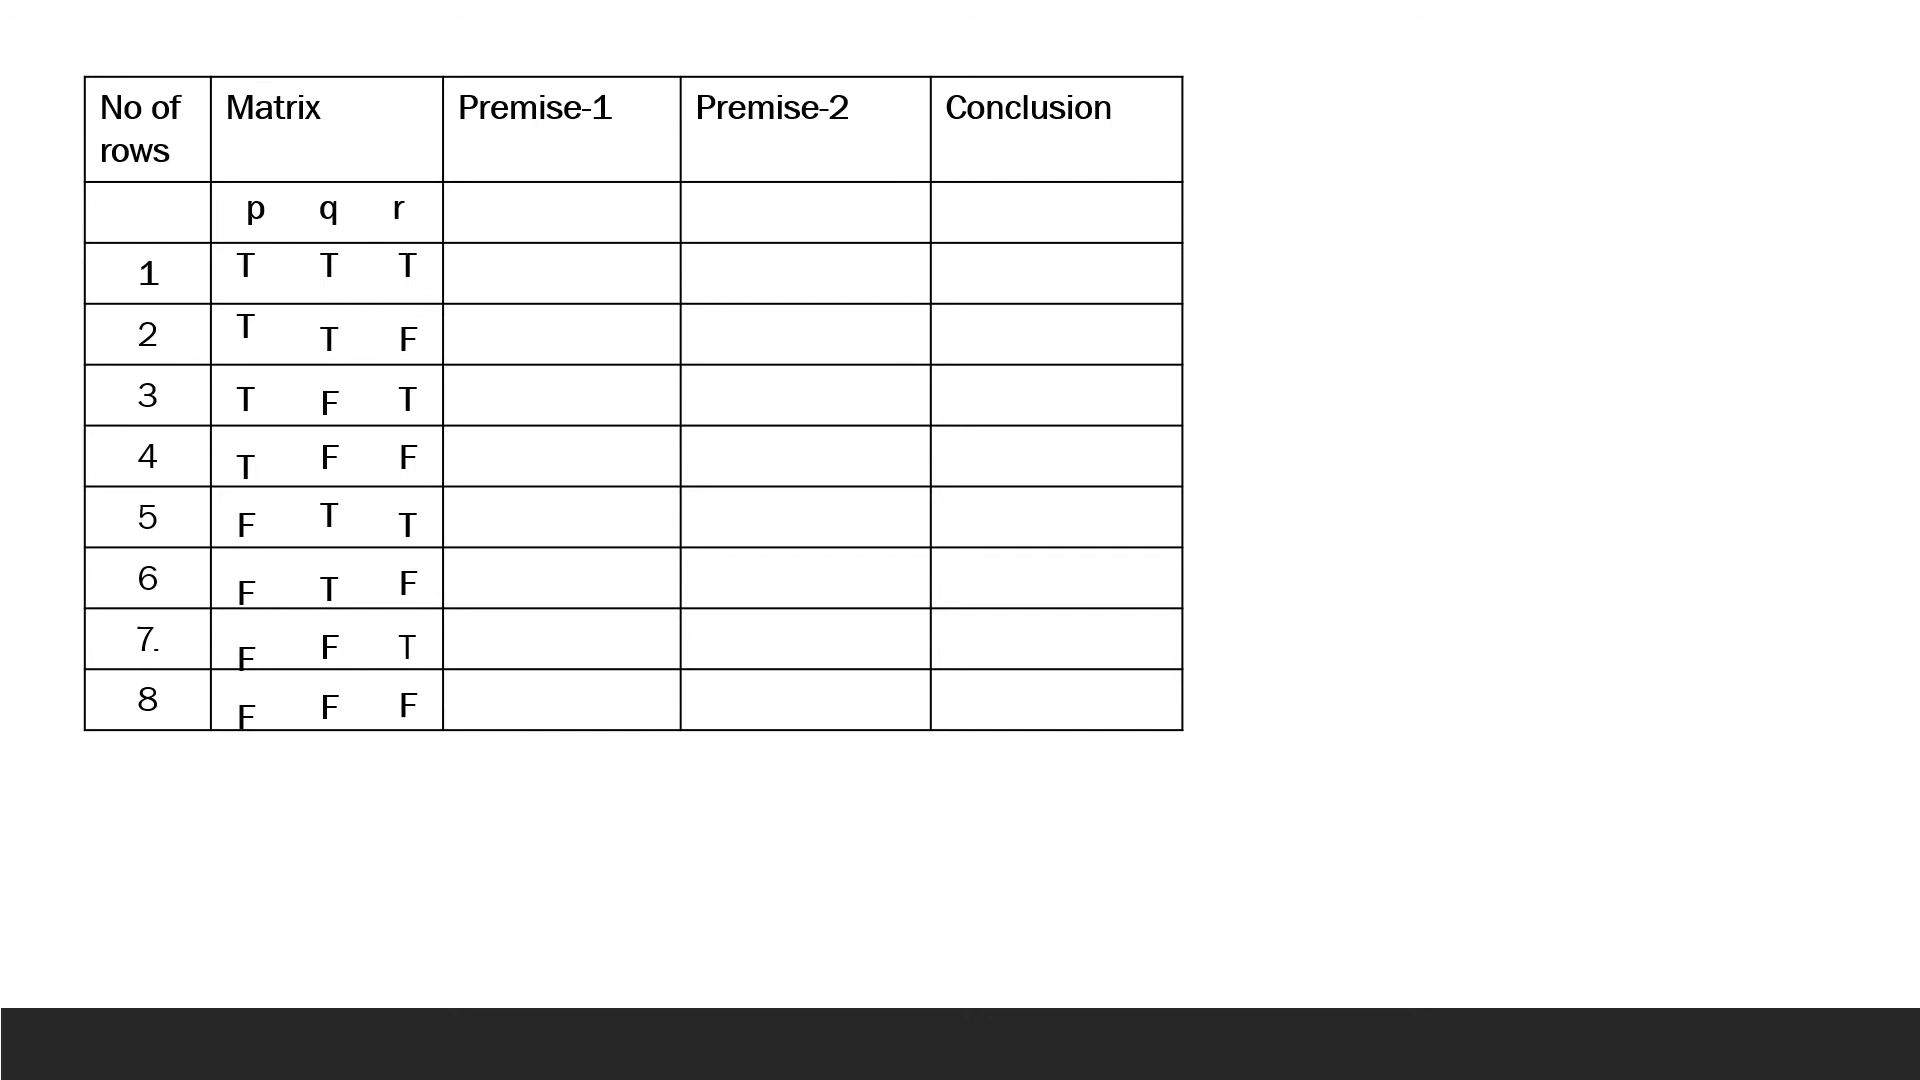 No of rows Matrix Premise-1 Premise-2 Conclusion
p q r
1 T T T
2 T T F
3 T F T
4 T F F
5 F T T
6 F T F
7. F F T
8 F F F